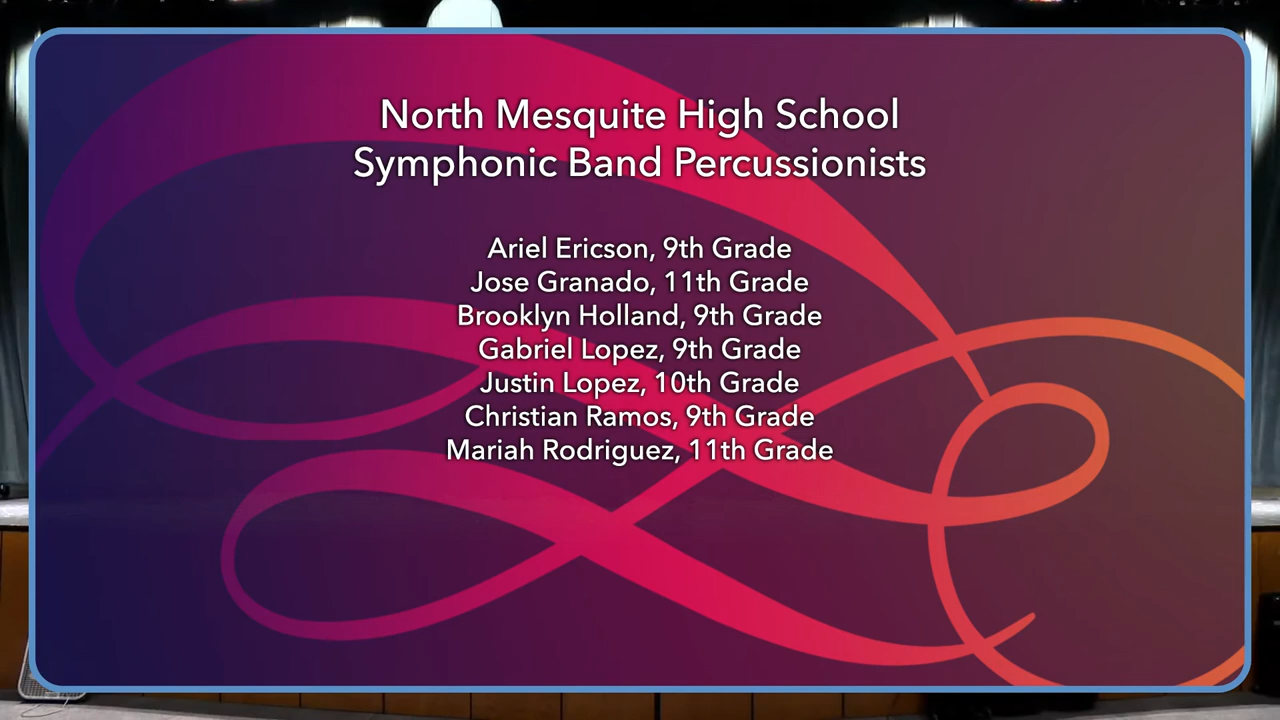 North Mesquite High School
Symphonic Band Percussionists
Ariel Ericson, 9th Grade
Jose Granado, 11th Grade
Brooklyn Holland, 9th Grade
Gabriel Lopez, 9th Grade
Justin Lopez, 10th Grade
Christian Ramos, 9th Grade
Mariah Rodriguez, 11th Grade